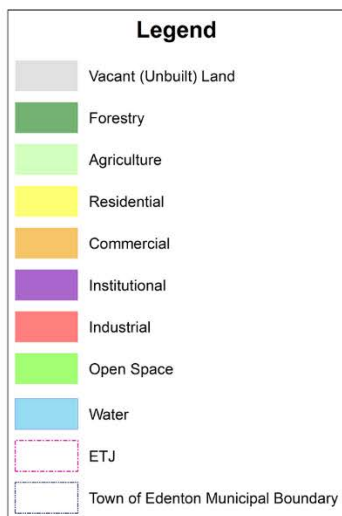 Legend
Vacant (Unbuilt) Land
Forestry
Agriculture
Residential
Commercial
Institutional
Industrial
Open Space
Water
ETJ
Town of Edenton Municipal Boundary